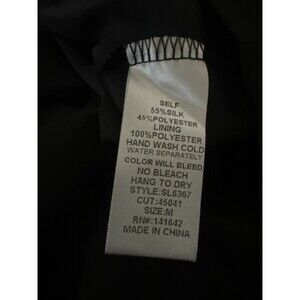 SELF
55%SILK
45%POLYESTER
LINING
100%POLYESTER
HAND WASH COLD
WATER SEPARATELY
COLOR WILL BLEED
NO BLEACH
HANG TO DRY
STYLE:SL6367
CUT:45041
SIZE:M
RN#:141642
MADE IN CHINA